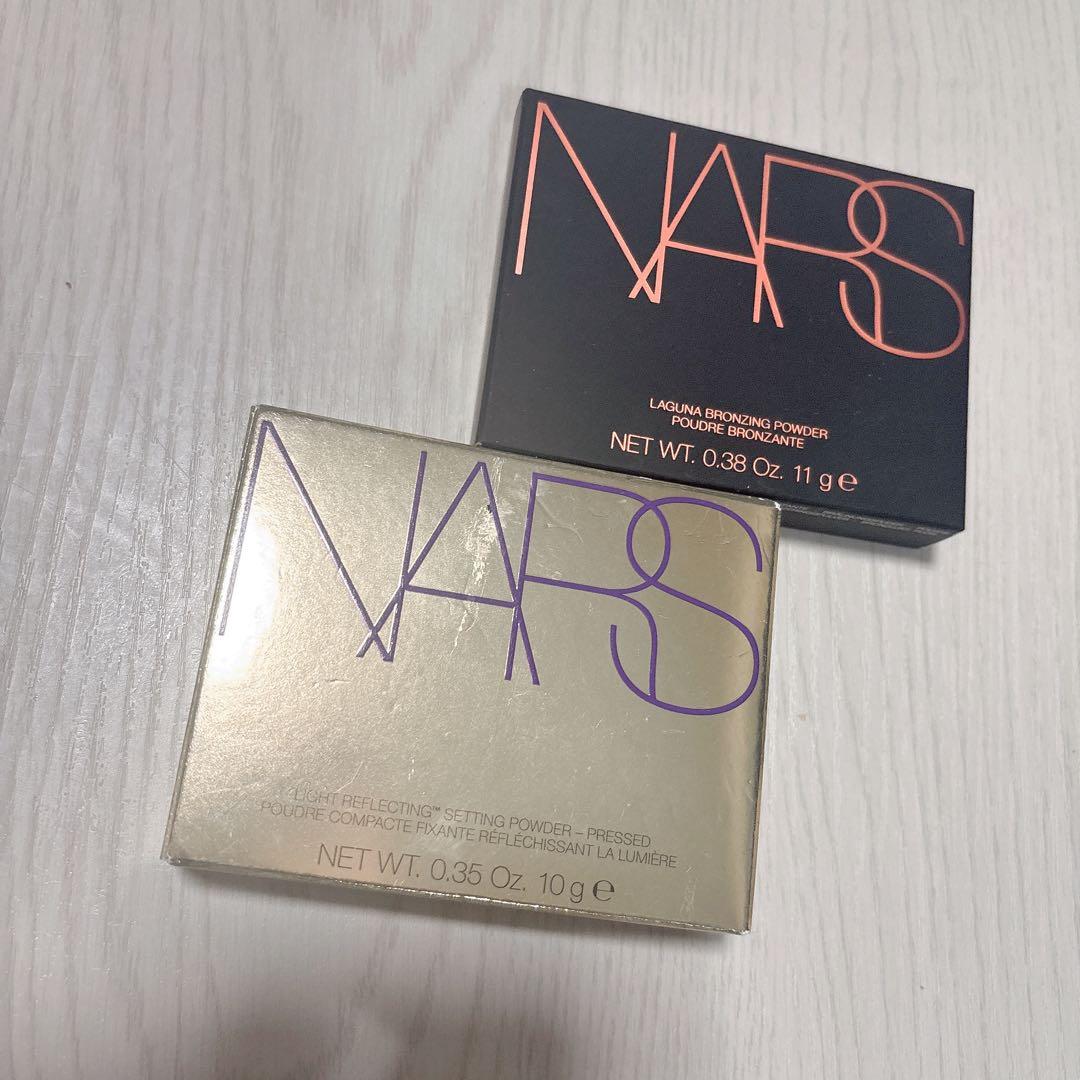 NARS
LAGUNA BRONZING POWDER
POUDRE BRONZANTE
NET WT. 0.38 Oz. 11 g ℮
NARS
LIGHT REFLECTING™ SETTING POWDER – PRESSED
POUDRE COMPACTE FIXANTE RÉFLÉCHISSANT LA LUMIÈRE
NET WT. 0.35 Oz. 10 g ℮